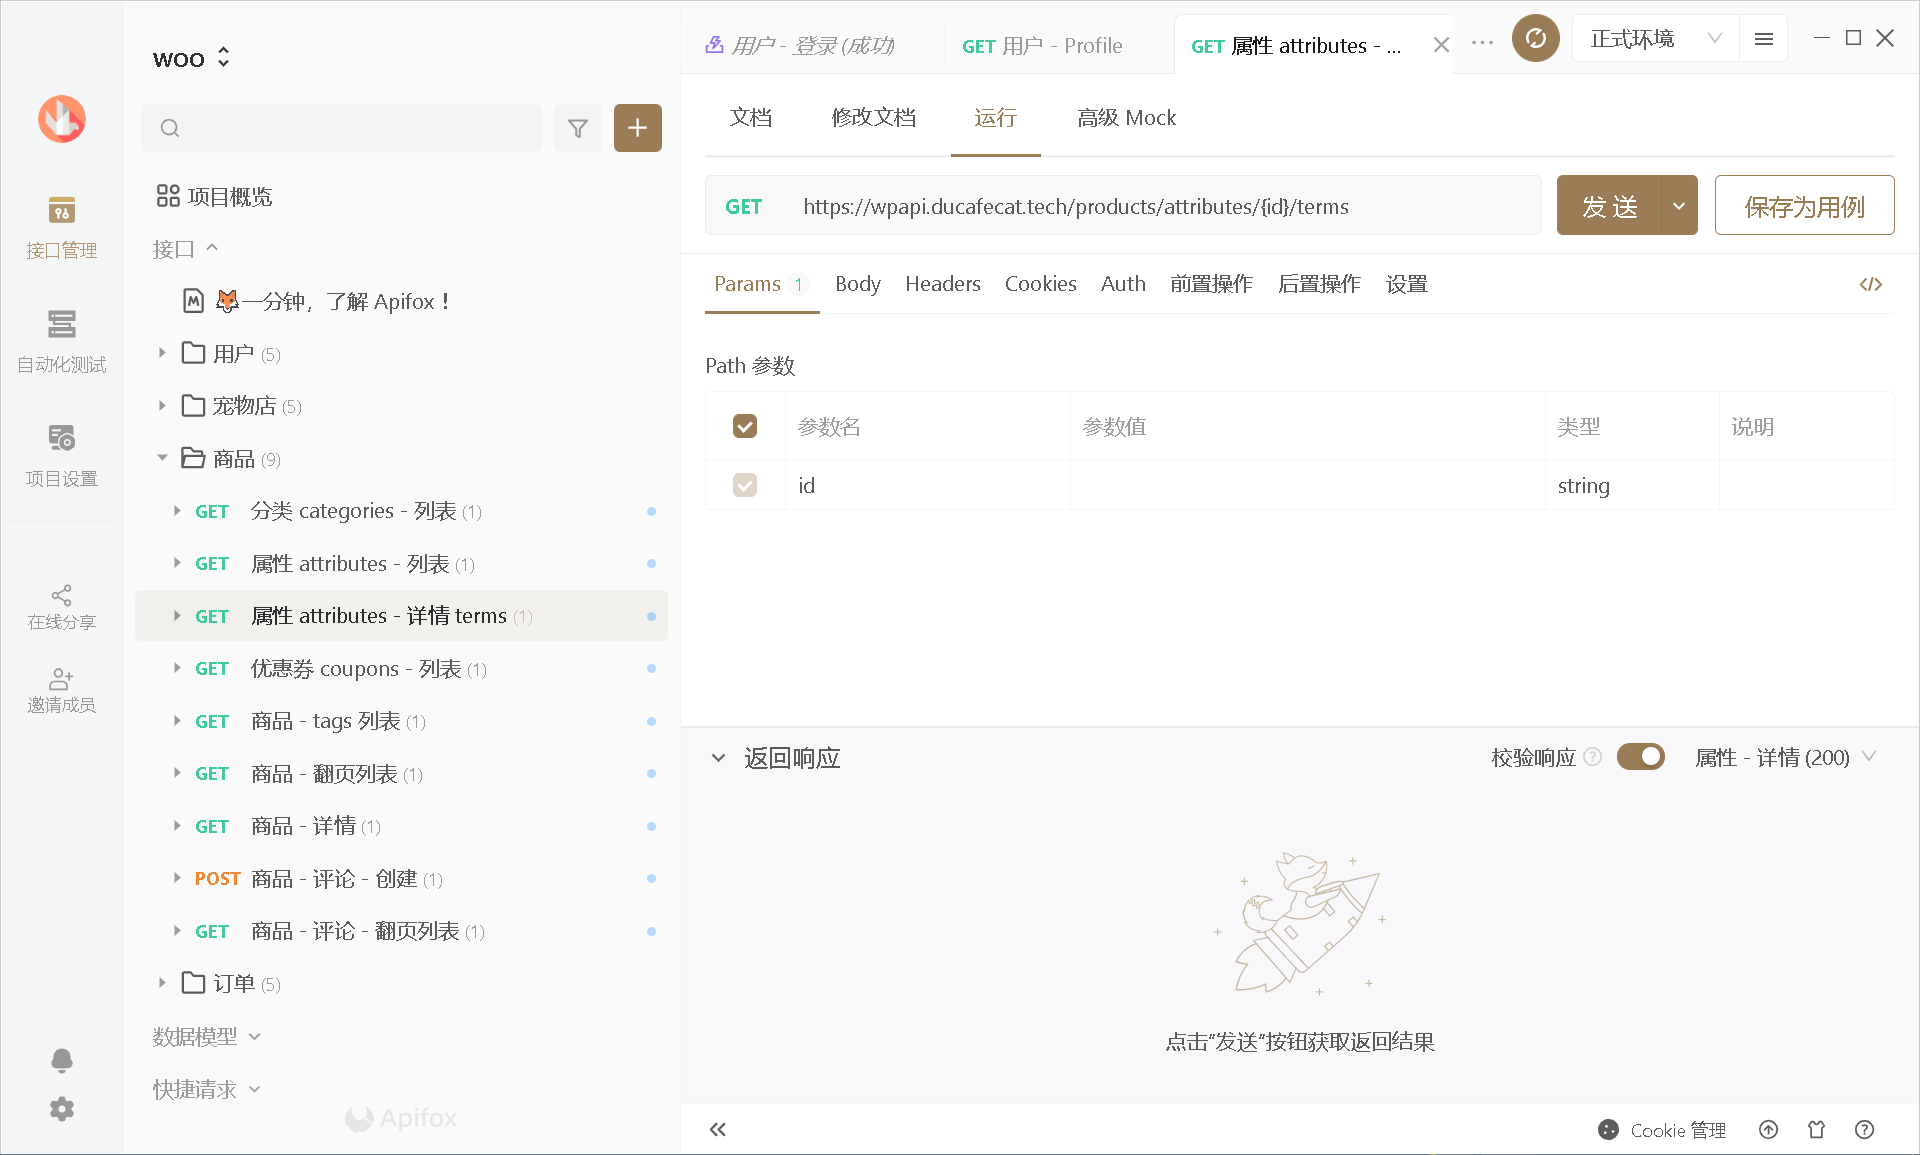 接口管理
自动化测试
项目设置
在线分享
邀请成员
WOO
项目概览
接口
一分钟，了解 Apifox！
用户 (5)
宠物店 (5)
商品 (9)
GET 分类 categories - 列表 (1)
GET 属性 attributes - 列表 (1)
GET 属性 attributes - 详情 terms (1)
GET 优惠券 coupons - 列表 (1)
GET 商品 - tags 列表 (1)
GET 商品 - 翻页列表 (1)
GET 商品 - 详情 (1)
POST 商品 - 评论 - 创建 (1)
GET 商品 - 评论 - 翻页列表 (1)
订单 (5)
数据模型
快捷请求
Apifox
用户 - 登录 (成功)
GET 用户 - Profile
GET 属性 attributes - ...
正式环境
文档 修改文档 运行 高级 Mock
GET https://wpapi.ducafecat.tech/products/attributes/{id}/terms
发 送
保存为用例
Params 1 Body Headers Cookies Auth 前置操作 后置操作 设置
Path 参数
参数名 参数值 类型 说明
id string
返回响应
校验响应
属性 - 详情 (200)
点击“发送”按钮获取返回结果
Cookie 管理